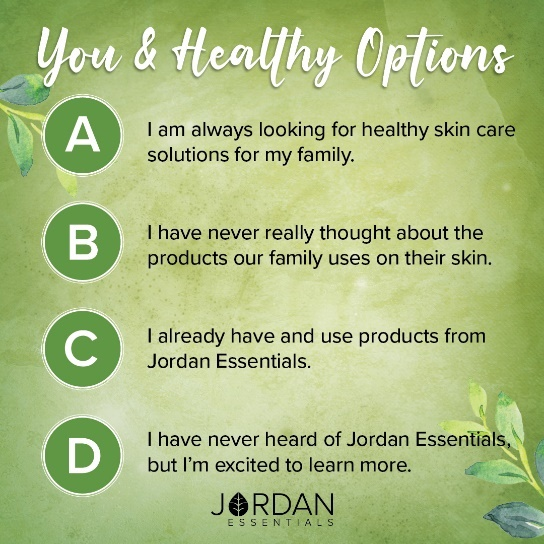 You & Healthy Options
A
I am always looking for healthy skin care
solutions for my family.
B
I have never really thought about the
products our family uses on their skin.
C
I already have and use products from
Jordan Essentials.
D
I have never heard of Jordan Essentials,
but I'm excited to learn more.
JORDAN
ESSENTIALS